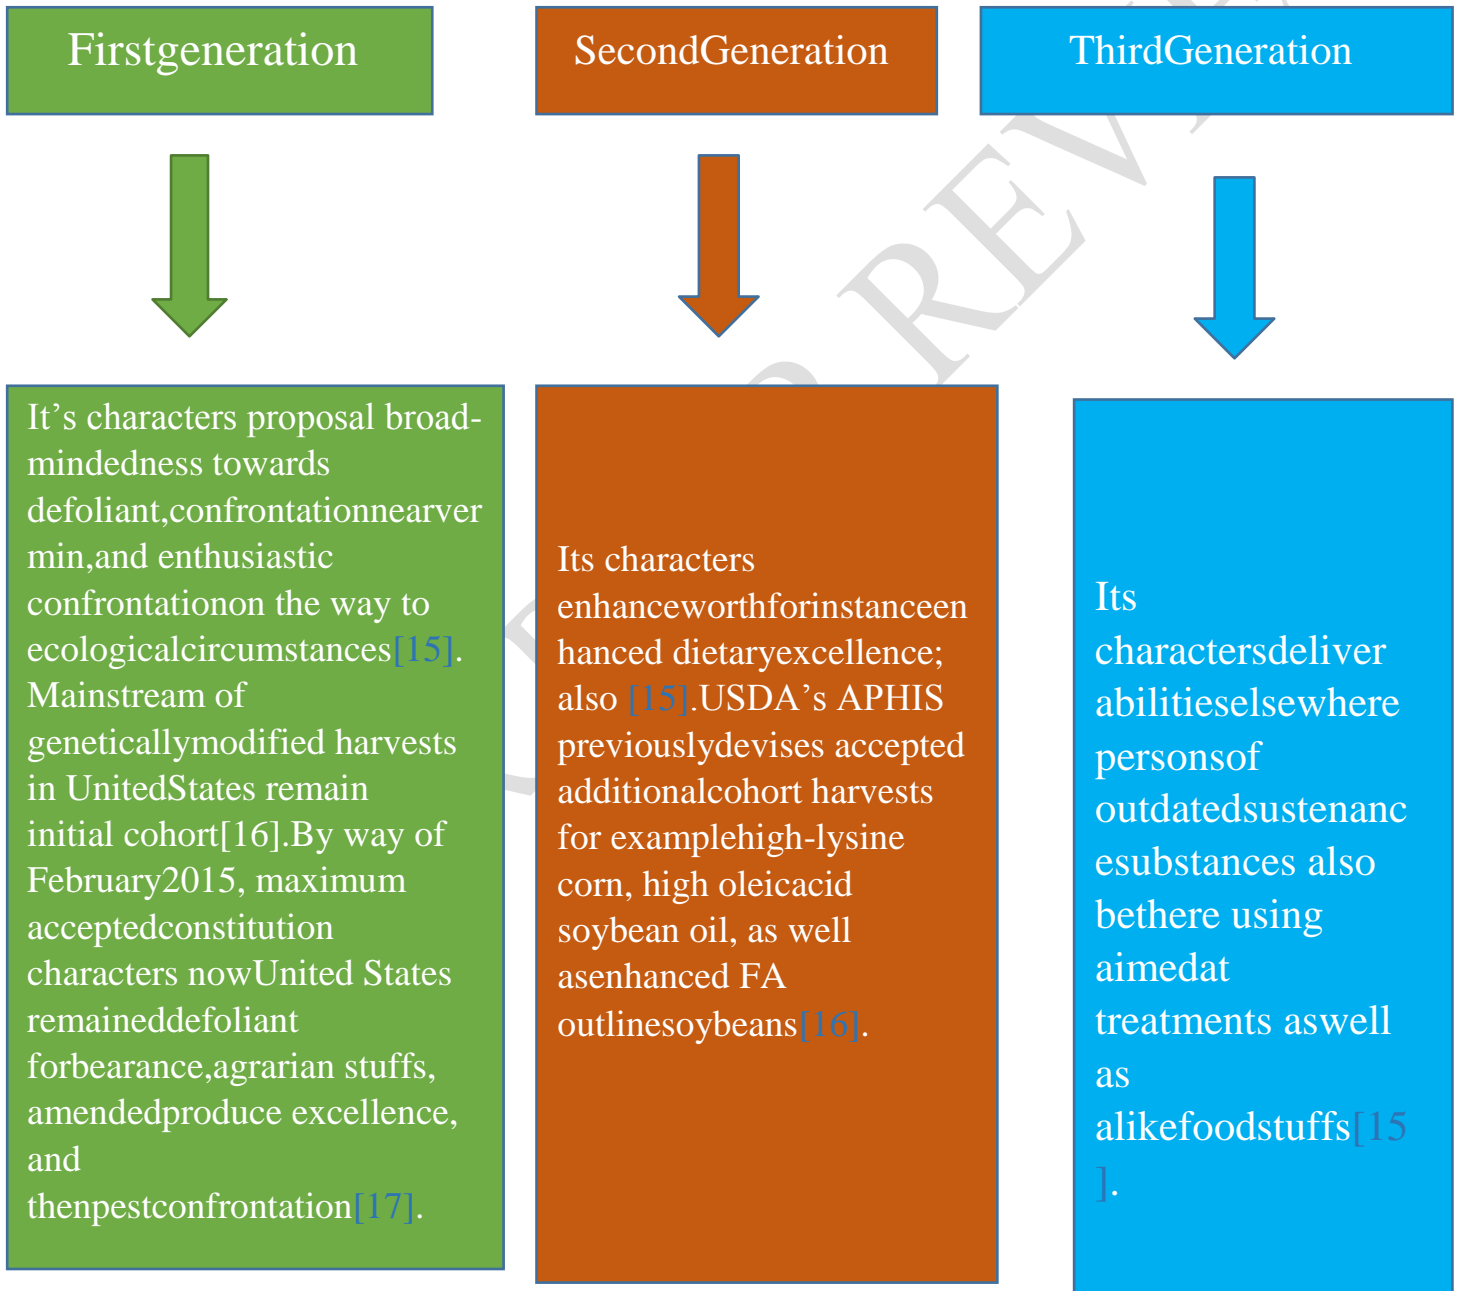 Firstgeneration
SecondGeneration
ThirdGeneration
It’s characters proposal broad-
mindedness towards
defoliant,confrontationnearver
min,and enthusiastic
confrontationon the way to
ecologicalcircumstances[15].
Mainstream of
geneticallymodified harvests
in UnitedStates remain
initial cohort[16].By way of
February2015, maximum
acceptedconstitution
characters nowUnited States
remaineddefoliant
forbearance,agrarian stuffs,
amendedproduce excellence,
and
thenpestconfrontation[17].
Its characters
enhanceworthforinstanceen
hanced dietaryexcellence;
also [15].USDA’s APHIS
previouslydevises accepted
additionalcohort harvests
for examplehigh-lysine
corn, high oleicacid
soybean oil, as well
asenhanced FA
outlinesoybeans[16].
Its
charactersdeliver
abilitieselsewhere
personsof
outdatedsustenanc
esubstances also
bethere using
aimedat
treatments aswell
as
alikefoodstuffs[15
].